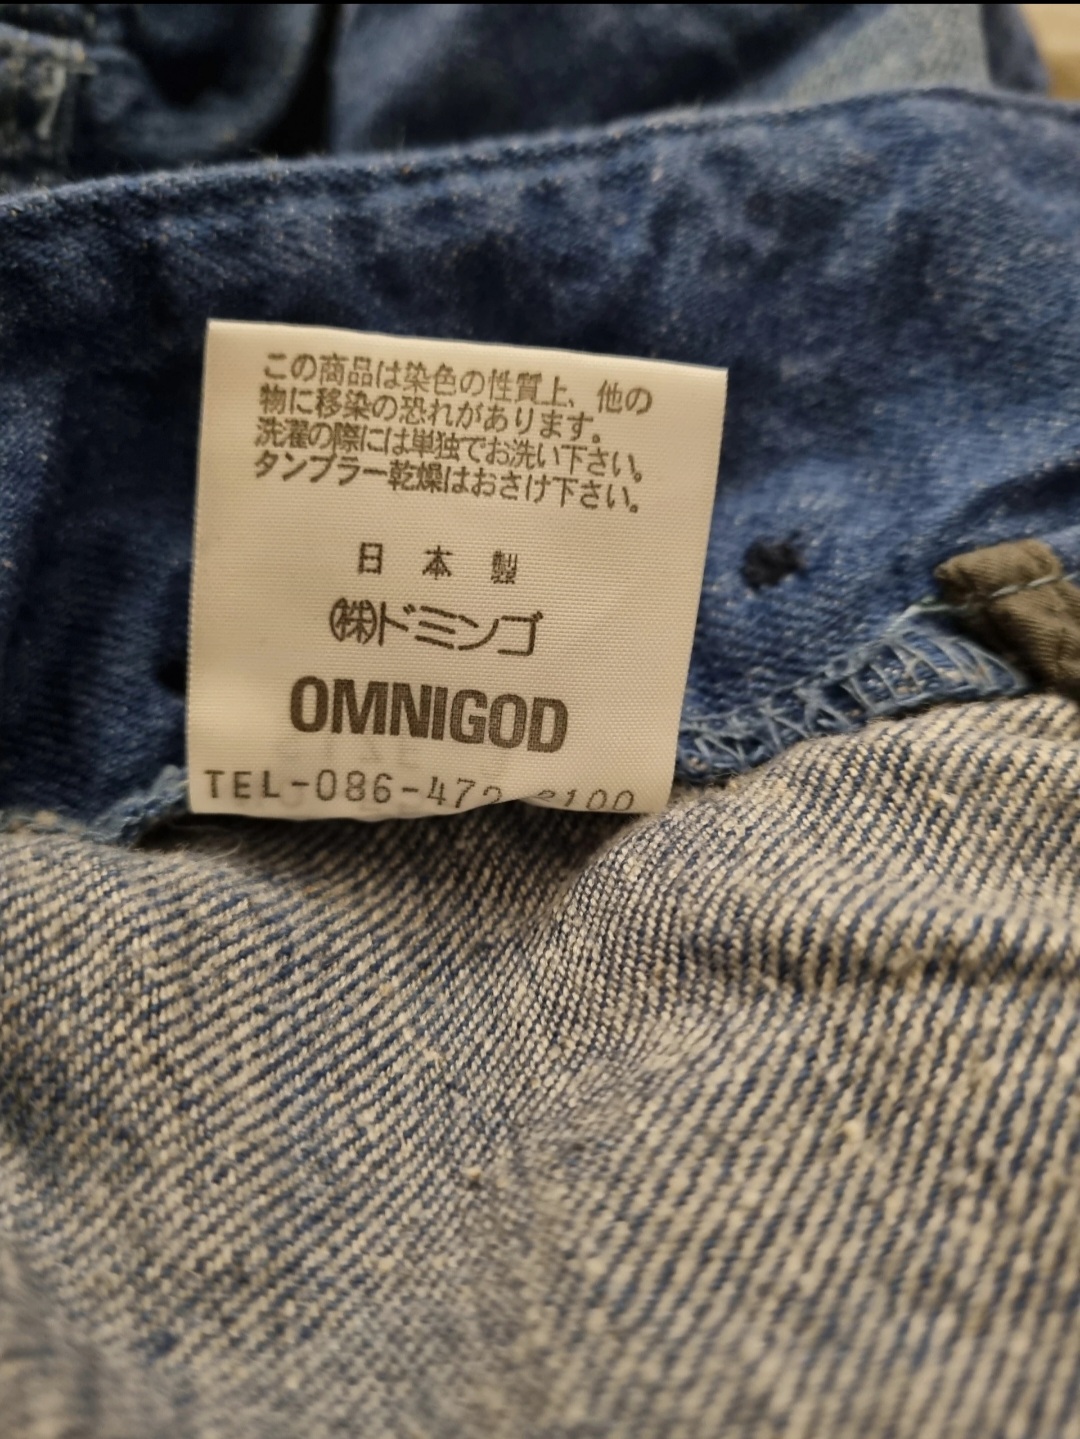 この商品は染色の性質上、他の
物に移染の恐れがあります。
洗濯の際には単独でお洗い下さい。
タンブラー乾燥はおさけ下さい。
日本製
㈱ドミンゴ
OMNIGOD
TEL-086-472-2100